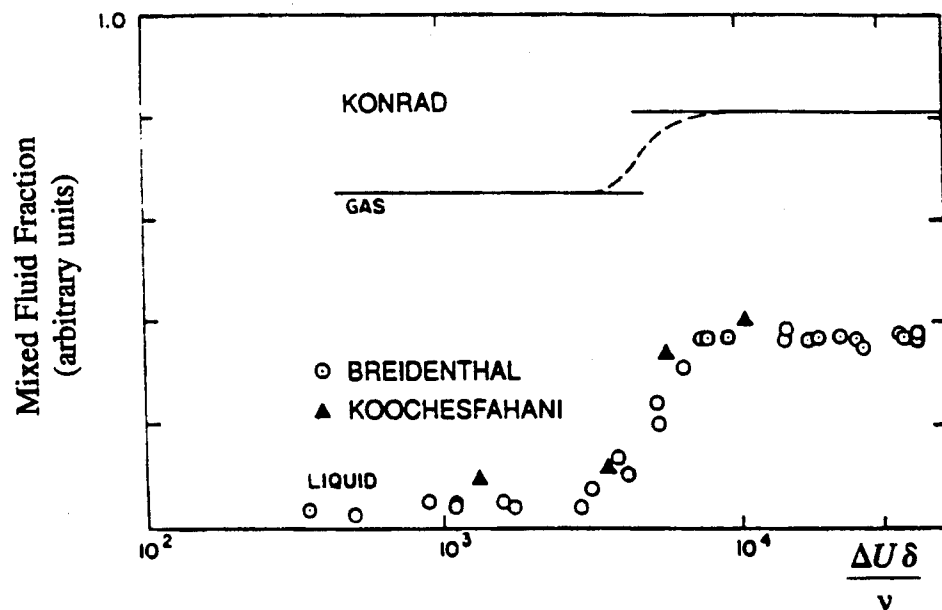 1.0
Mixed Fluid Fraction
(arbitrary units)
KONRAD
GAS
⊙ BREIDENTHAL
▲ KOOCHESFAHANI
LIQUID
10²
10³
10⁴
ΔU δ
ν